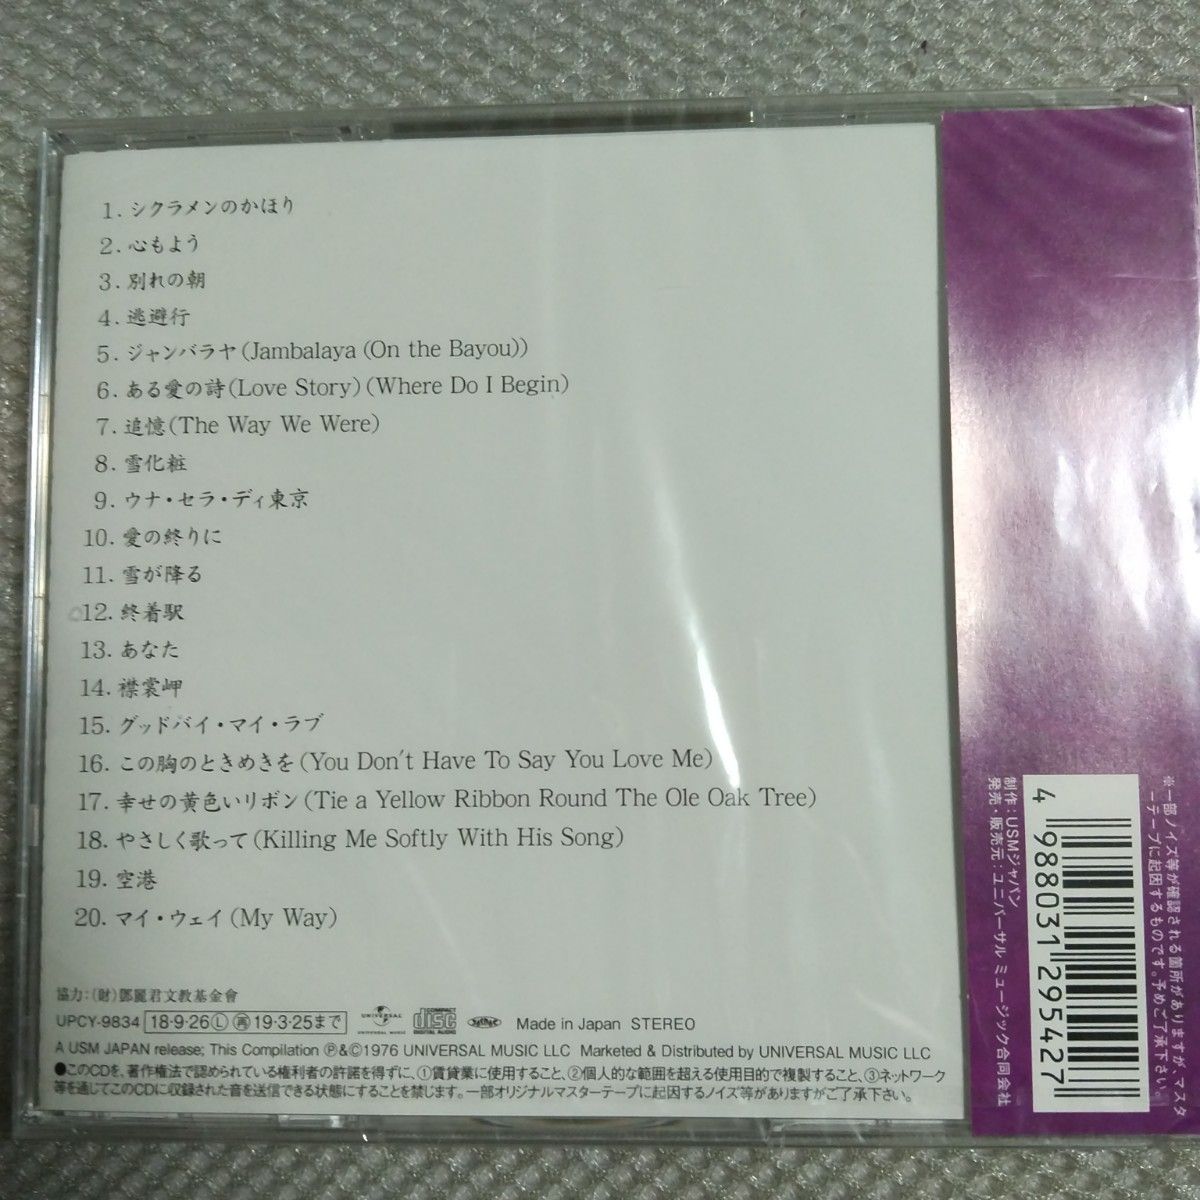 1. シクラメンのかほり
2. 心もよう
3. 別れの朝
4. 逃避行
5. ジャンバラヤ(Jambalaya (On the Bayou))
6. ある愛の詩(Love Story) (Where Do I Begin)
7. 追憶(The Way We Were)
8. 雪化粧
9. ウナ・セラ・ディ東京
10. 愛の終りに
11. 雪が降る
12. 終着駅
13. あなた
14. 襟裳岬
15. グッドバイ・マイ・ラブ
16. この胸のときめきを(You Don't Have To Say You Love Me)
17. 幸せの黄色いリボン(Tie a Yellow Ribbon Round The Ole Oak Tree)
18. やさしく歌って(Killing Me Softly With His Song)
19. 空港
20. マイ・ウェイ(My Way)
協力:(財)鄧麗君文教基金會
UPCY-9834 18・9・26Ⓛ 再19・3・25まで UNIVERSAL UNIVERSAL MUSIC COMPACT disc DIGITAL AUDIO Made in Japan STEREO
A USM JAPAN release; This Compilation Ⓟ&©1976 UNIVERSAL MUSIC LLC Marketed & Distributed by UNIVERSAL MUSIC LLC
●このCDを、著作権法で認められている権利者の許諾を得ずに、①賃貸業に使用すること、②個人的な範囲を超える使用目的で複製すること、③ネットワーク
等を通じてこのCDに収録された音を送信できる状態にすることを禁じます。一部オリジナルマスターテープに起因するノイズ等がありますがご了承下さい。
※一部ノイズ等が確認される箇所がありますが、マスタ
ーテープに起因するものです。予めご了承下さい。
4 988031 295427
制作：USMジャパン
発売・販売元：ユニバーサル ミュージック合同会社